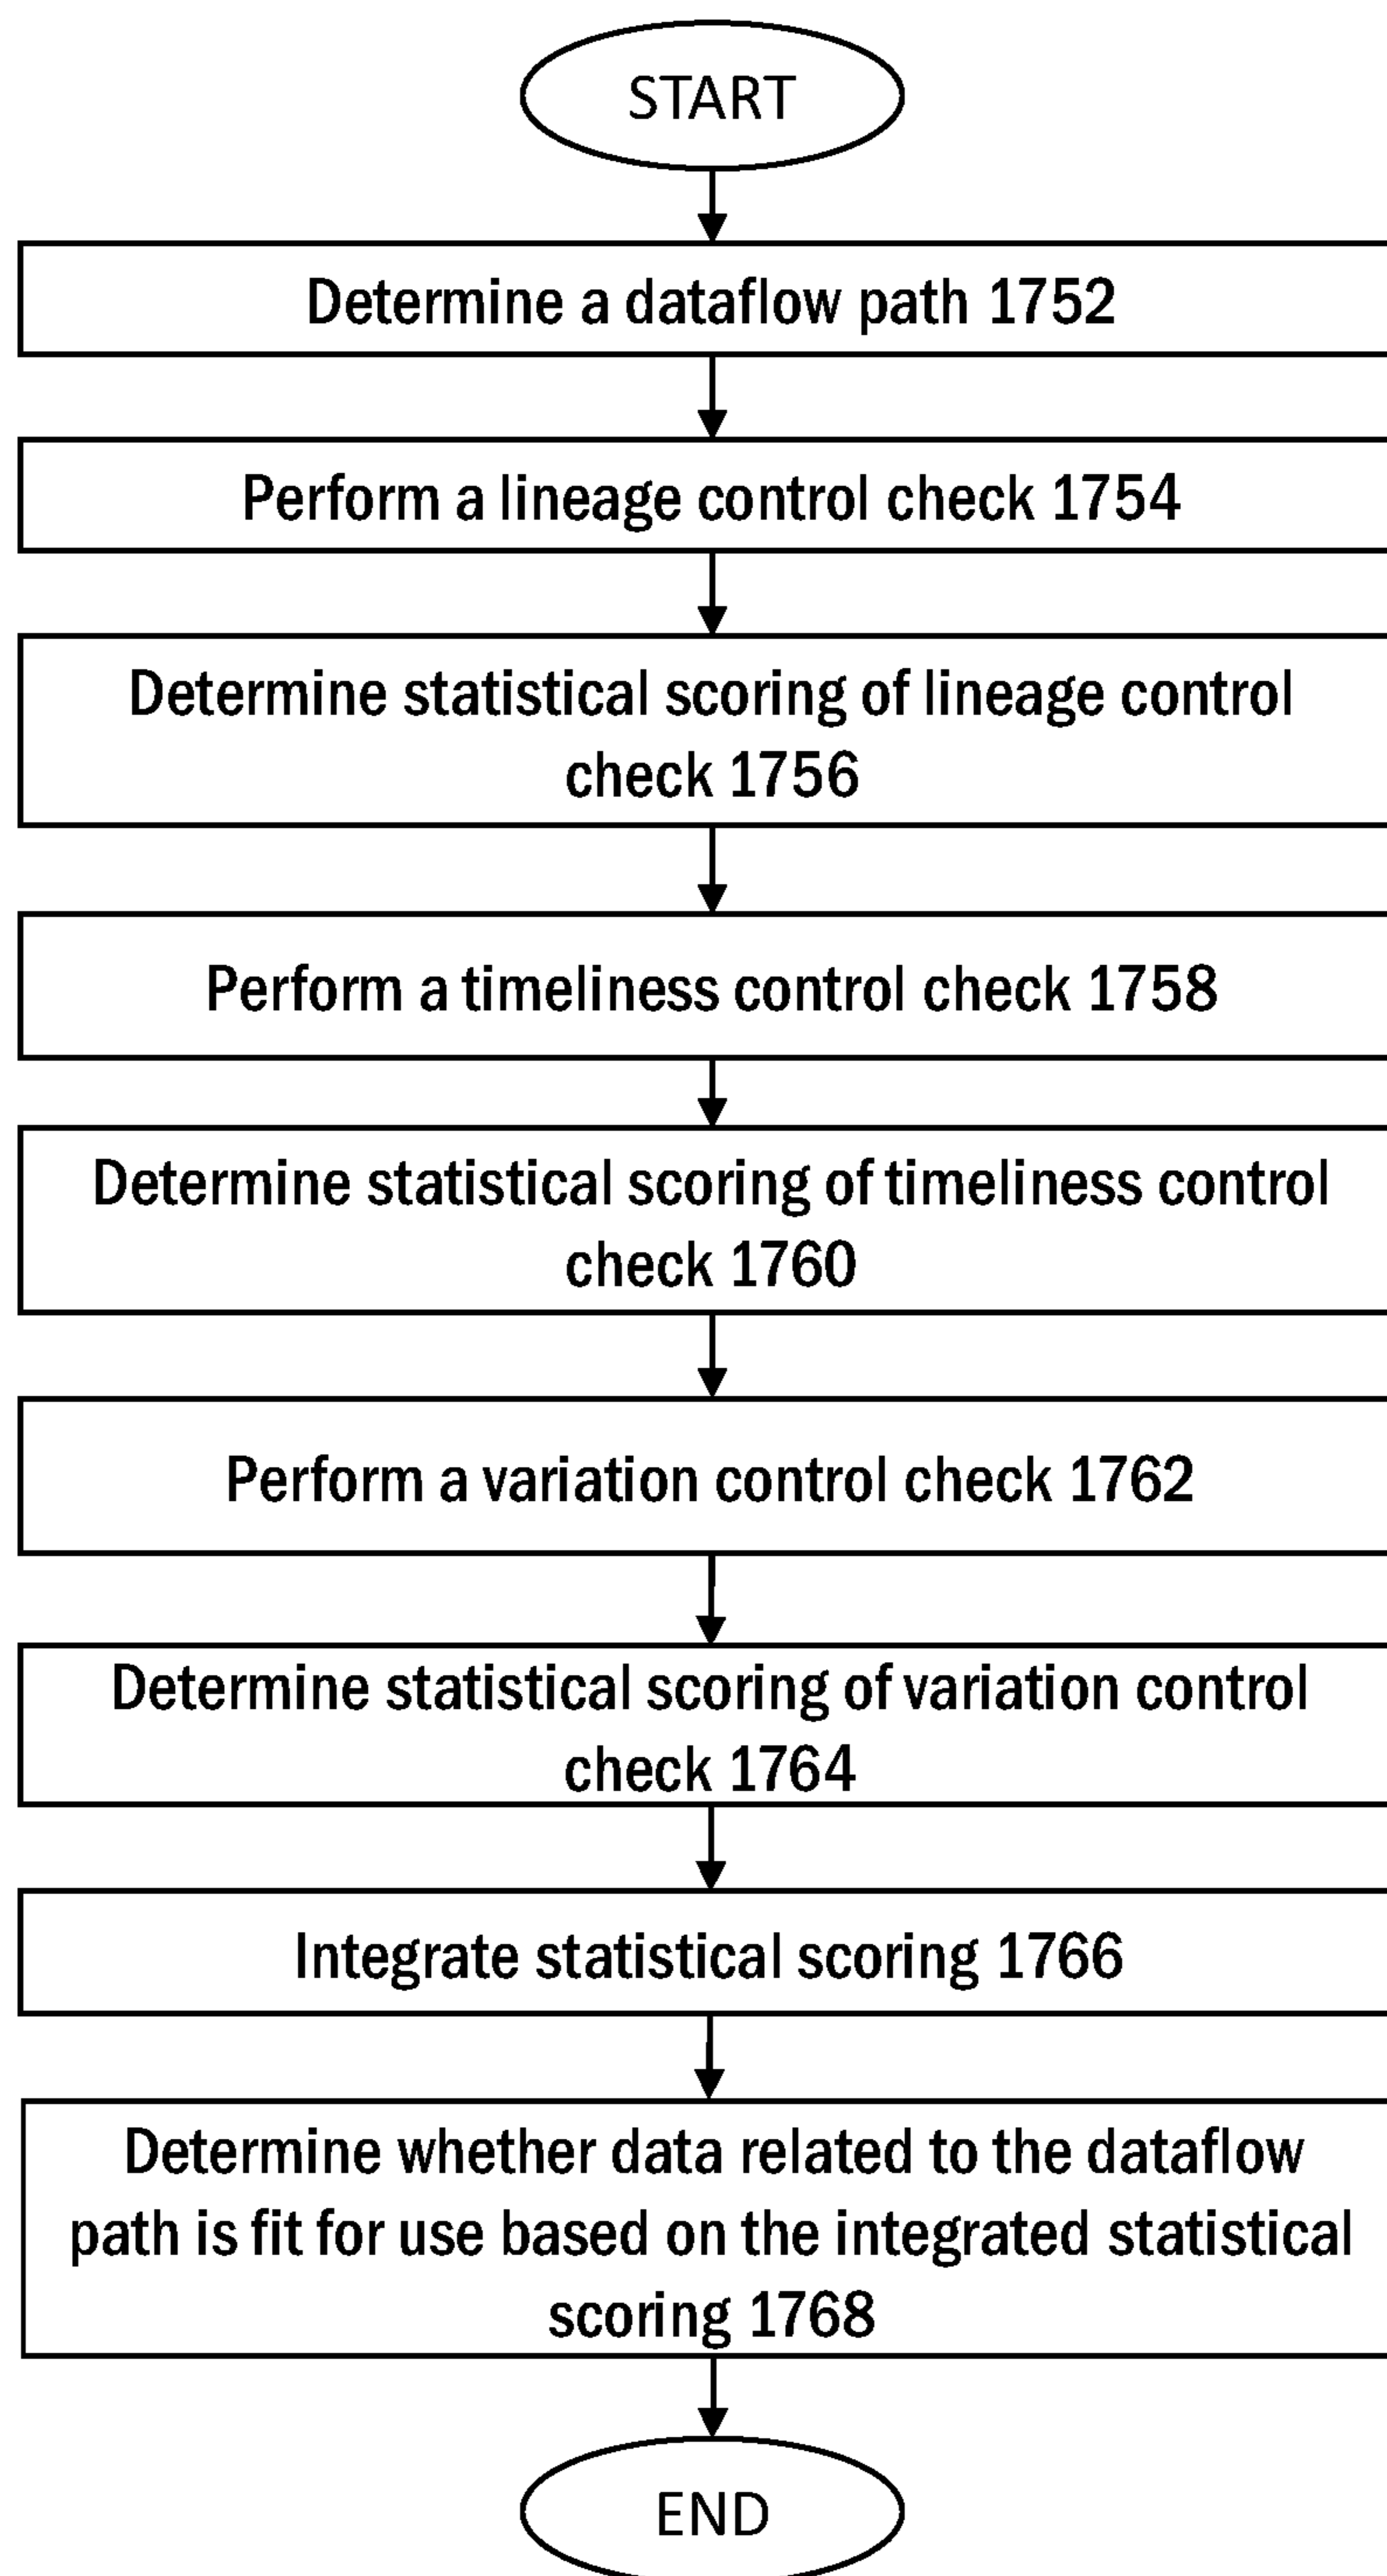 START
Determine a dataflow path 1752
Perform a lineage control check 1754
Determine statistical scoring of lineage control
check 1756
Perform a timeliness control check 1758
Determine statistical scoring of timeliness control
check 1760
Perform a variation control check 1762
Determine statistical scoring of variation control
check 1764
Integrate statistical scoring 1766
Determine whether data related to the dataflow
path is fit for use based on the integrated statistical
scoring 1768
END